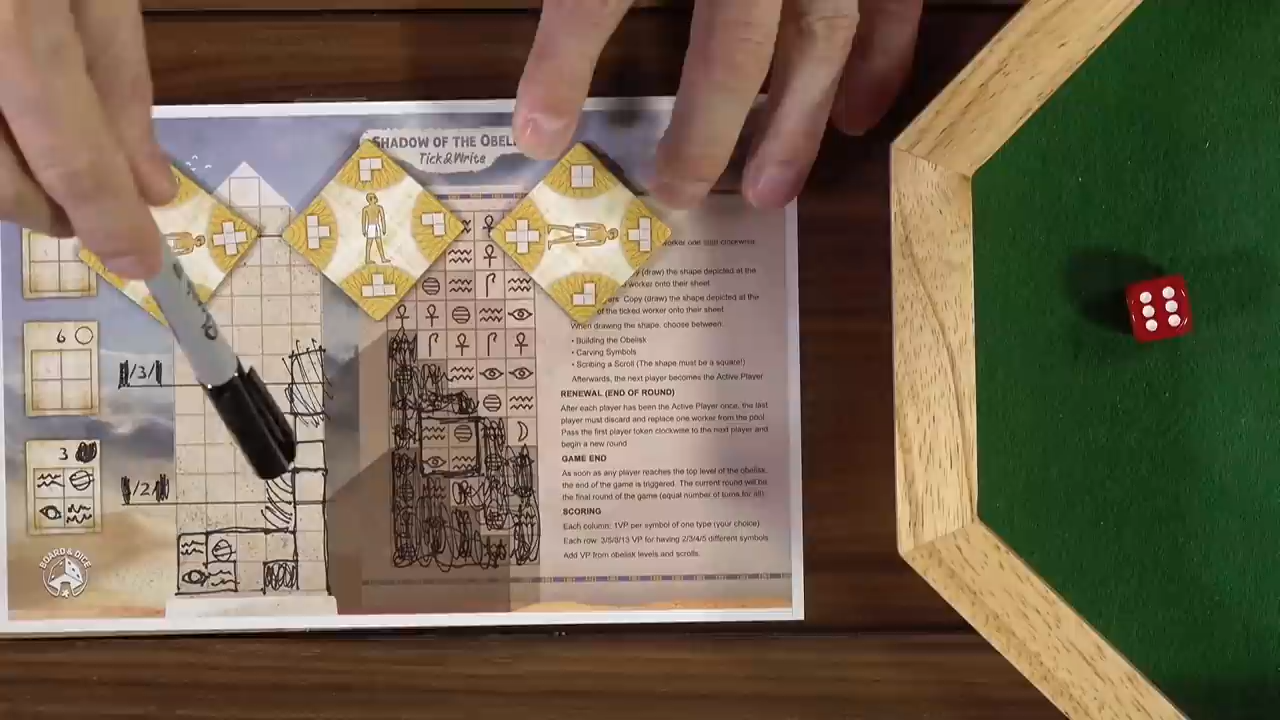 SHADOW OF THE
Tick & Write
worker one
(draw) the shape depicted at the
worker onto their sheet
Copy (draw) the shape depicted at the
of the ticked worker onto their sheet
When drawing the shape, choose between:
• Building the Obelisk
• Carving Symbols
• Scribing a Scroll (The shape must be a square!)
Afterwards, the next player becomes the Active Player
RENEWAL (END OF ROUND)
After each player has been the Active Player once, the last
player must discard and replace one worker from the pool
Pass the first player token clockwise to the next player and
begin a new round
GAME END
As soon as any player reaches the top level of the obelisk,
the end of the game is triggered. The current round will be
the final round of the game (equal number of turns for all)
SCORING
Each column: 1VP per symbol of one type (your choice)
Each row: 3/5/8/13 VP for having 2/3/4/5 different symbols
Add VP from obelisk levels and scrolls.
6
/3/
3
/2/
BOARD & DICE